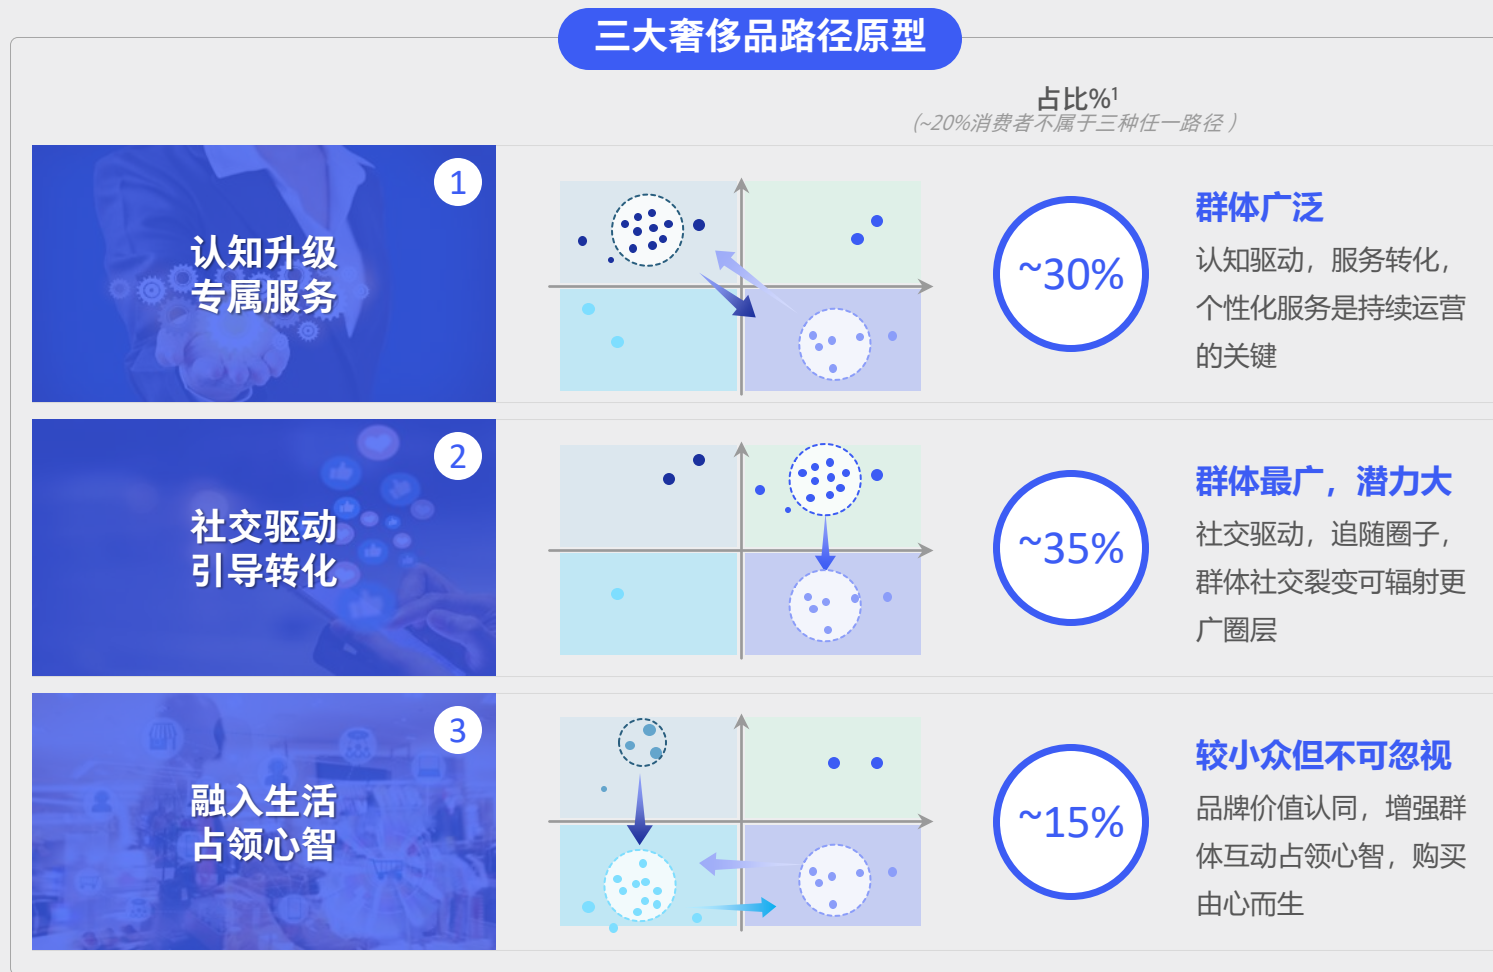 三大奢侈品路径原型
占比%¹
(~20%消费者不属于三种任一路径 )
1
认知升级
专属服务
~30%
群体广泛
认知驱动，服务转化，
个性化服务是持续运营
的关键
2
社交驱动
引导转化
~35%
群体最广，潜力大
社交驱动，追随圈子，
群体社交裂变可辐射更
广圈层
3
融入生活
占领心智
~15%
较小众但不可忽视
品牌价值认同，增强群
体互动占领心智，购买
由心而生